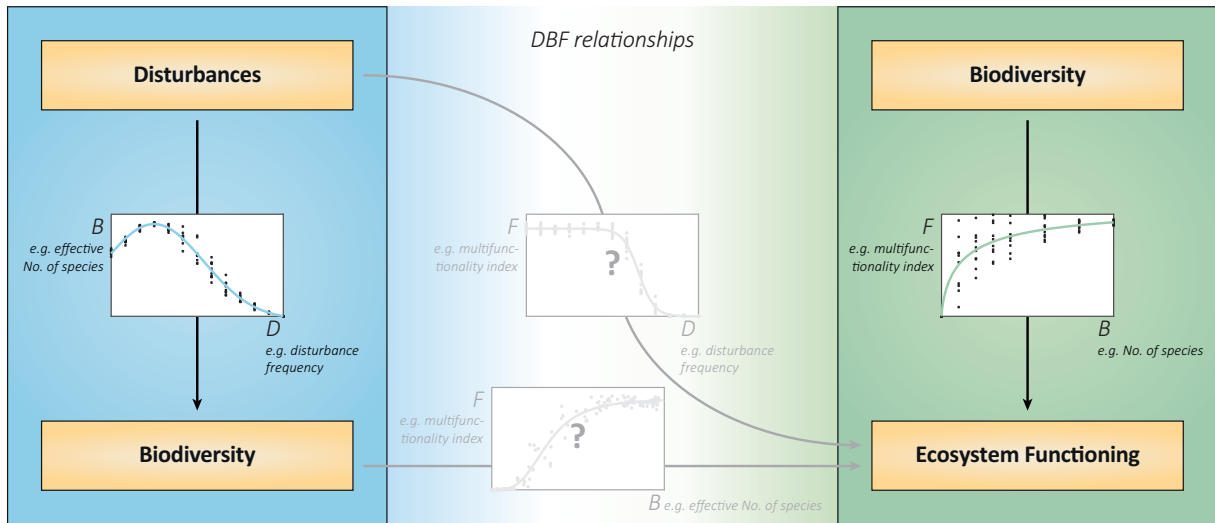 DBF relationships
Disturbances
B
e.g. effective
No. of species
D
e.g. disturbance
frequency
Biodiversity
F
e.g. multifunc-
tionality index
?
D
e.g. disturbance
frequency
F
e.g. multifunc-
tionality index
?
B e.g. effective No. of species
Biodiversity
F
e.g. multifunc-
tionality index
B
e.g. No. of species
Ecosystem Functioning